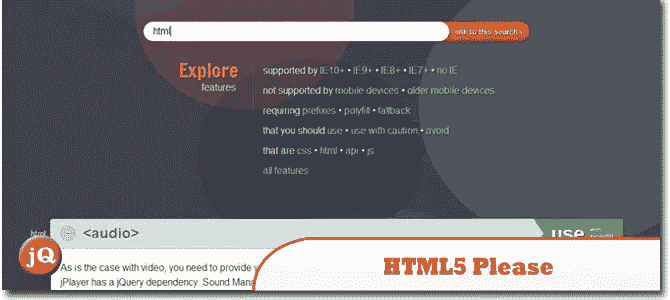 html
link to this search ›
Explore
features
supported by IE10+ • IE9+ • IE8+ • IE7+ • no IE
not supported by mobile devices • older mobile devices
requiring prefixes • polyfill • fallback
that you should use • use with caution • avoid
that are css • html • api • js
all features
html
<audio>
use with polyfill
jQ
As is the case with video, you need to provide
jPlayer has a jQuery dependency. Sound Mana
HTML5 Please